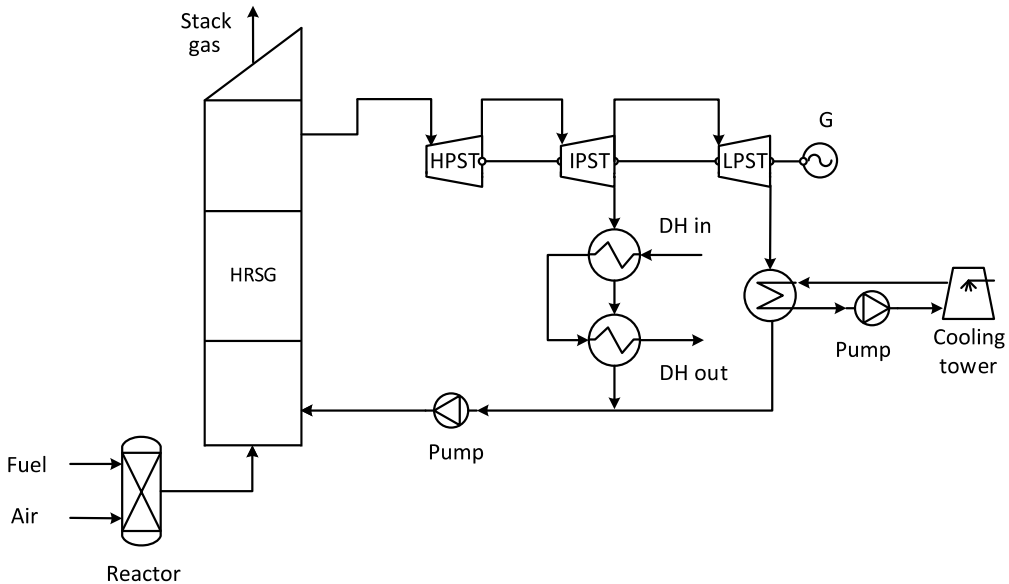 Stack
gas
G
HPST
IPST
LPST
DH in
HRSG
Pump
Cooling
tower
DH out
Pump
Fuel
Air
Reactor